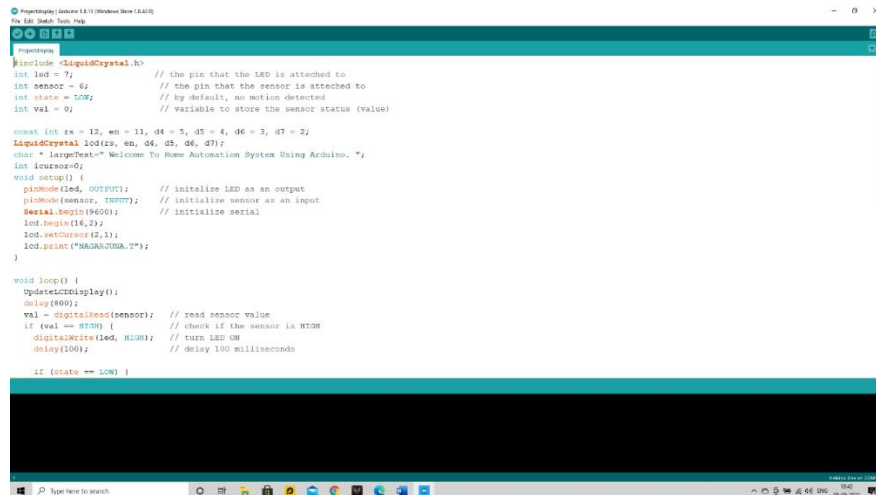 Projectdisplay | Arduino 1.8.13 (Windows Store 1.8.42.0)
File Edit Sketch Tools Help
Projectdisplay
#include <LiquidCrystal.h>
int led = 7; // the pin that the LED is atteched to
int sensor = 6; // the pin that the sensor is atteched to
int state = LOW; // by default, no motion detected
int val = 0; // variable to store the sensor status (value)
const int rs = 12, en = 11, d4 = 5, d5 = 4, d6 = 3, d7 = 2;
LiquidCrystal lcd(rs, en, d4, d5, d6, d7);
char * largeText=" Welcome To Home Automation System Using Arduino. ";
int icursor=0;
void setup() {
pinMode(led, OUTPUT); // initalize LED as an output
pinMode(sensor, INPUT); // initialize sensor as an input
Serial.begin(9600); // initialize serial
lcd.begin(16,2);
lcd.setCursor(2,1);
lcd.print("NAGARJUNA.T");
}
void loop() {
UpdateLCDDisplay();
delay(800);
val = digitalRead(sensor); // read sensor value
if (val == HIGH) { // check if the sensor is HIGH
digitalWrite(led, HIGH); // turn LED ON
delay(100); // delay 100 milliseconds
if (state == LOW) {
Type here to search
ENG
18:42